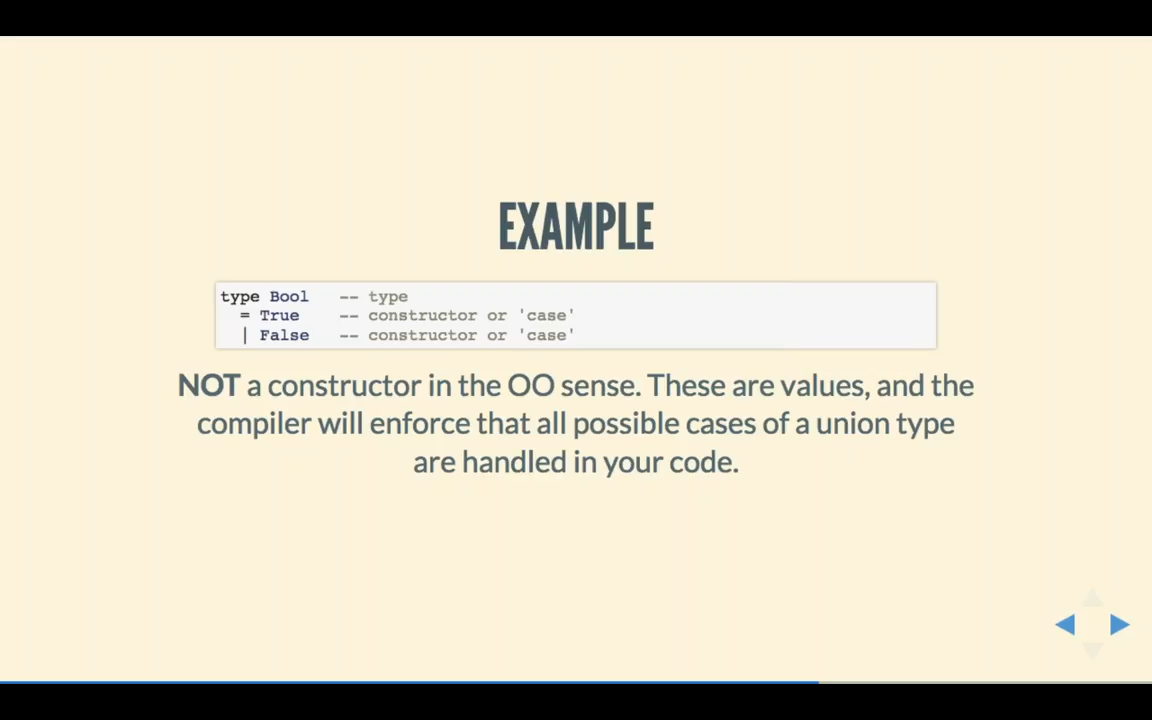 EXAMPLE
type Bool   -- type
  = True    -- constructor or 'case'
  | False   -- constructor or 'case'
NOT a constructor in the OO sense. These are values, and the
compiler will enforce that all possible cases of a union type
are handled in your code.